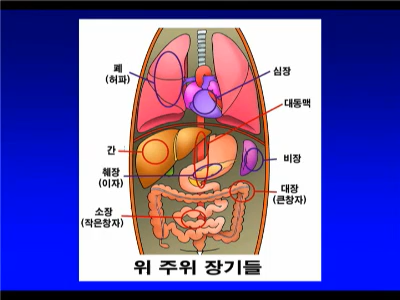 폐
(허파)
심장
대동맥
간
비장
췌장
(이자)
대장
(큰창자)
소장
(작은창자)
위 주위 장기들